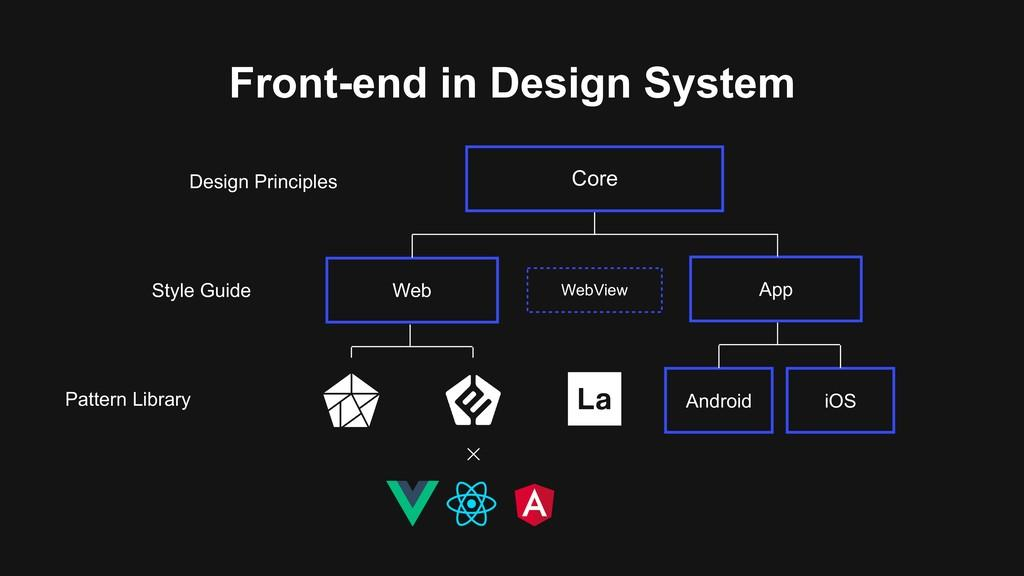 Front-end in Design System
Design Principles
Core
Style Guide
Web
WebView
App
Pattern Library
La
Android
iOS
×
A